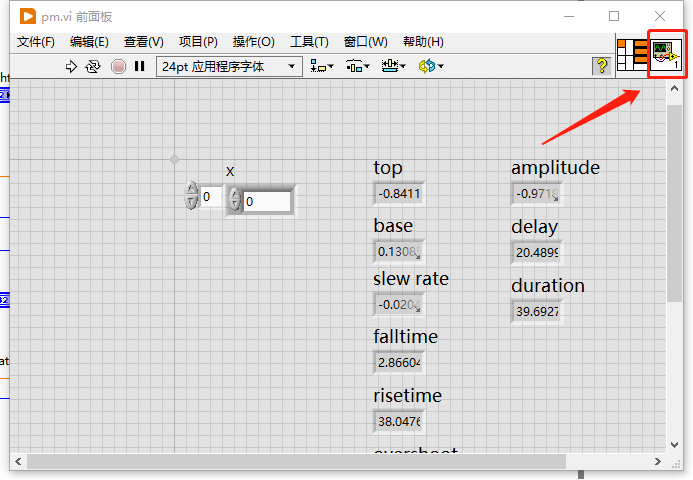 pm.vi 前面板
文件(F) 编辑(E) 查看(V) 项目(P) 操作(O) 工具(T) 窗口(W) 帮助(H)
24pt 应用程序字体
?
1
X
0
0
top
-0.8411
amplitude
-0.971
base
0.1308
delay
20.4899
slew rate
-0.020
duration
39.6927
falltime
2.86604
risetime
38.0476